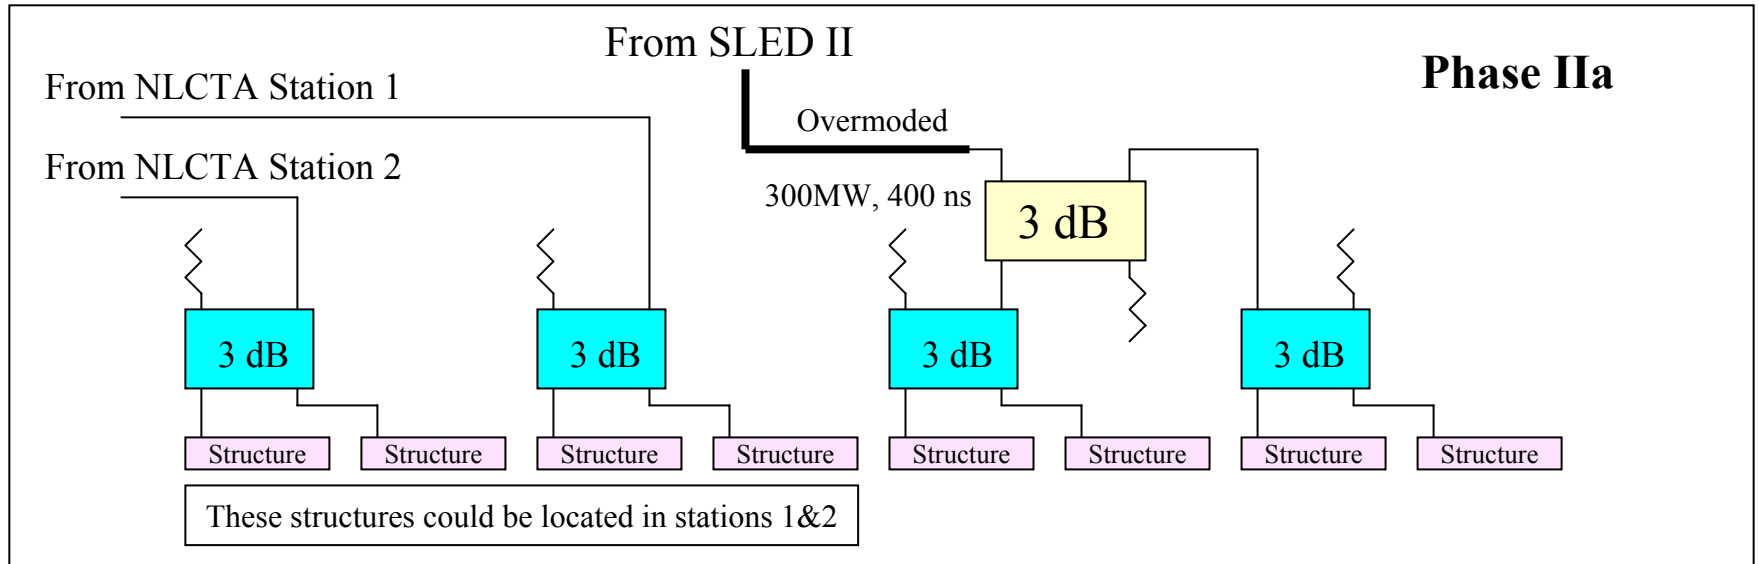 From SLED II
Phase IIa
From NLCTA Station 1
Overmoded
From NLCTA Station 2
300MW, 400 ns
3 dB
3 dB
3 dB
3 dB
3 dB
Structure
Structure
Structure
Structure
Structure
Structure
Structure
Structure
These structures could be located in stations 1&2